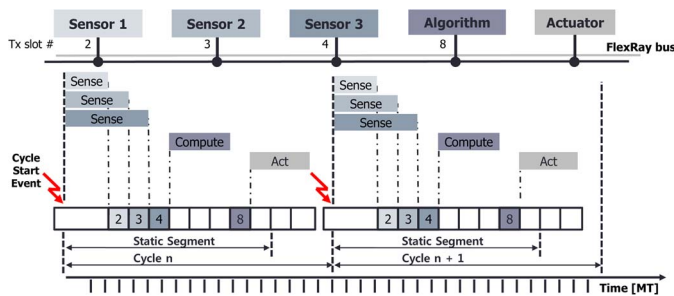 Sensor 1 Sensor 2 Sensor 3 Algorithm Actuator
Tx slot # 2 3 4 8 FlexRay bus
Sense Sense
Sense Sense
Sense Sense
Compute Compute
Cycle
Start
Event
Act Act
2 3 4 8 2 3 4 8
Static Segment Static Segment
Cycle n Cycle n + 1
Time [MT]